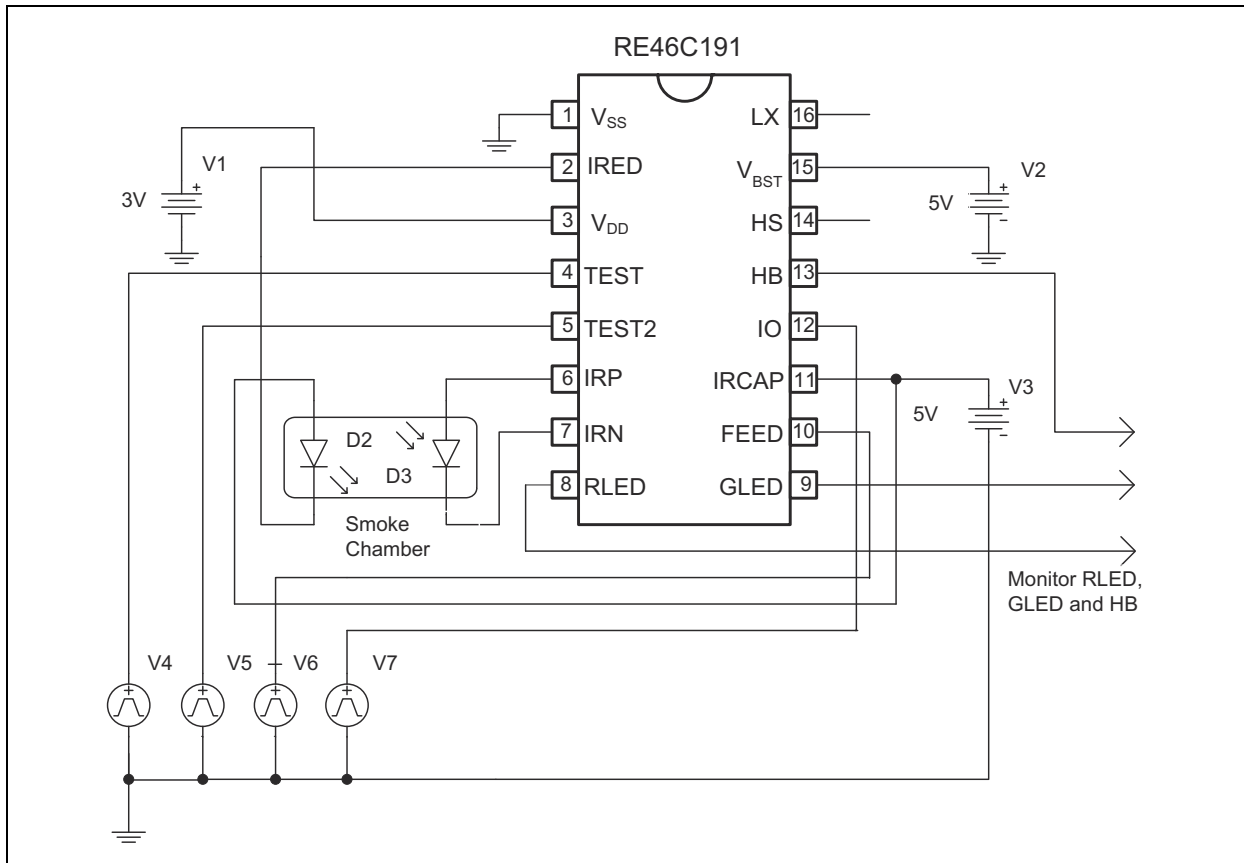 RE46C191
1 VSS LX 16
2 IRED VBST 15
3 VDD HS 14
4 TEST HB 13
5 TEST2 IO 12
6 IRP IRCAP 11
7 IRN FEED 10
8 RLED GLED 9
V1
+
3V
V2
+
5V
-
V3
+
5V
-
D2
D3
Smoke
Chamber
Monitor RLED,
GLED and HB
V4 V5 V6 V7
+ + + +